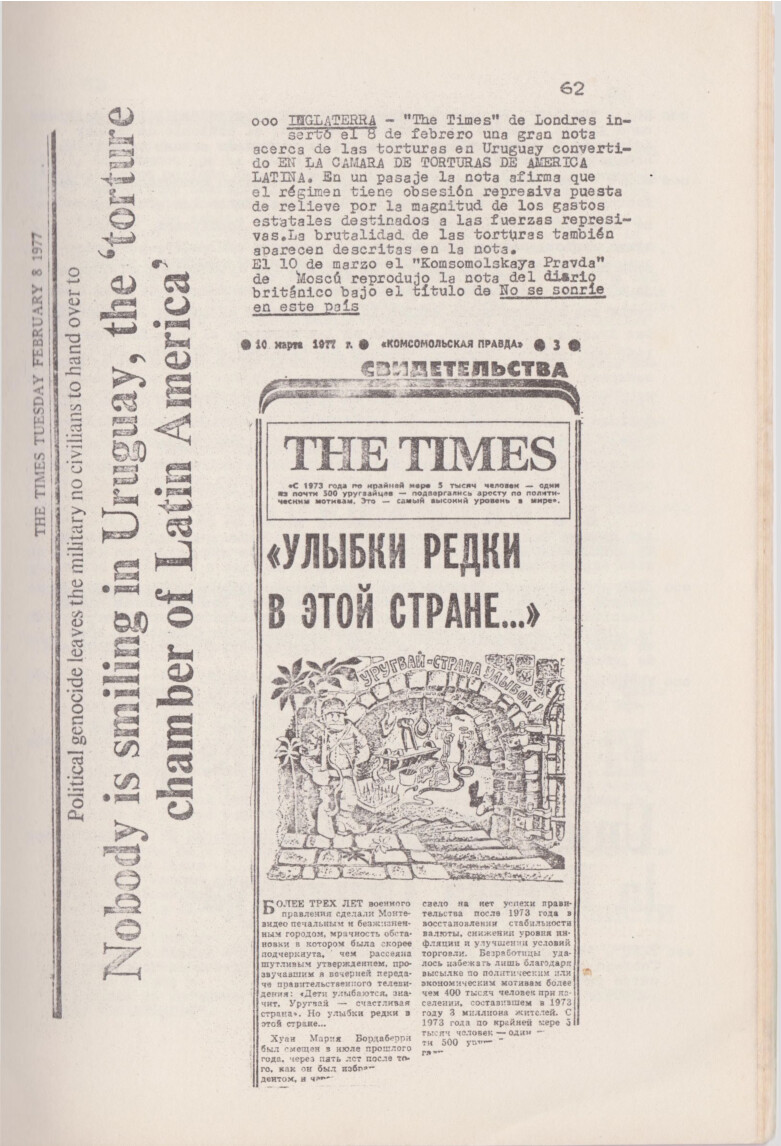 62
ooo INGLATERRA - "The Times" de Londres in-
sertó el 8 de febrero una gran nota
acerca de las torturas en Uruguay converti-
do EN LA CAMARA DE TORTURAS DE AMERICA
LATINA. En un pasaje la nota afirma que
el régimen tiene obsesión represiva puesta
de relieve por la magnitud de los gastos
estatales destinados a las fuerzas represi-
vas.La brutalidad de las torturas también
aparecen descritas en la nota.
El 10 de marzo el "Komsomolskaya Pravda"
de Moscú reprodujo la nota del diario
británico bajo el título de No se sonríe
en este país
THE TIMES TUESDAY FEBRUARY 8 1977
Political genocide leaves the military no civilians to hand over to
Nobody is smiling in Uruguay, the 'torture
chamber of Latin America'
● 10 марта 1977 г. ● «КОМСОМОЛЬСКАЯ ПРАВДА» ● 3 ●
СВИДЕТЕЛЬСТВА
THE TIMES
«С 1973 года по крайней мере 5 тысяч человек — один
из почти 500 уругвайцев — подвергались аресту по полити-
ческим мотивам. Это — самый высокий уровень в мире».
«УЛЫБКИ РЕДКИ
В ЭТОЙ СТРАНЕ...»
УРУГВАЙ-СТРАНА УЛЫБОК!
БОЛЕЕ ТРЕХ ЛЕТ военного
правления сделали Монте-
видео печальным и безжизнен-
ным городом, мрачность обста-
новки в котором была скорее
подчеркнута, чем рассеяна
шутливым утверждением, про-
звучавшим в вечерней переда-
че правительственного телеви-
дения: «Дети улыбаются, зна-
чит, Уругвай — счастливая
страна». Но улыбки редки в
этой стране...
Хуан Мария Бордаберри
был смещен в июле прошлого
года, через пять лет после то-
го, как он был избра
дентом, и
свело на нет успехи прави-
тельства после 1973 года в
восстановлении стабильности
валюты, снижении уровня ин-
фляции и улучшении условий
торговли. Безработицы уда-
лось избежать лишь благодаря
высылке по политическим или
экономическим мотивам более
чем 400 тысяч человек при на-
селении, составившем в 1973
году 3 миллиона жителей. С
1973 года по крайней мере 5
тысяч человек — один
ти 500